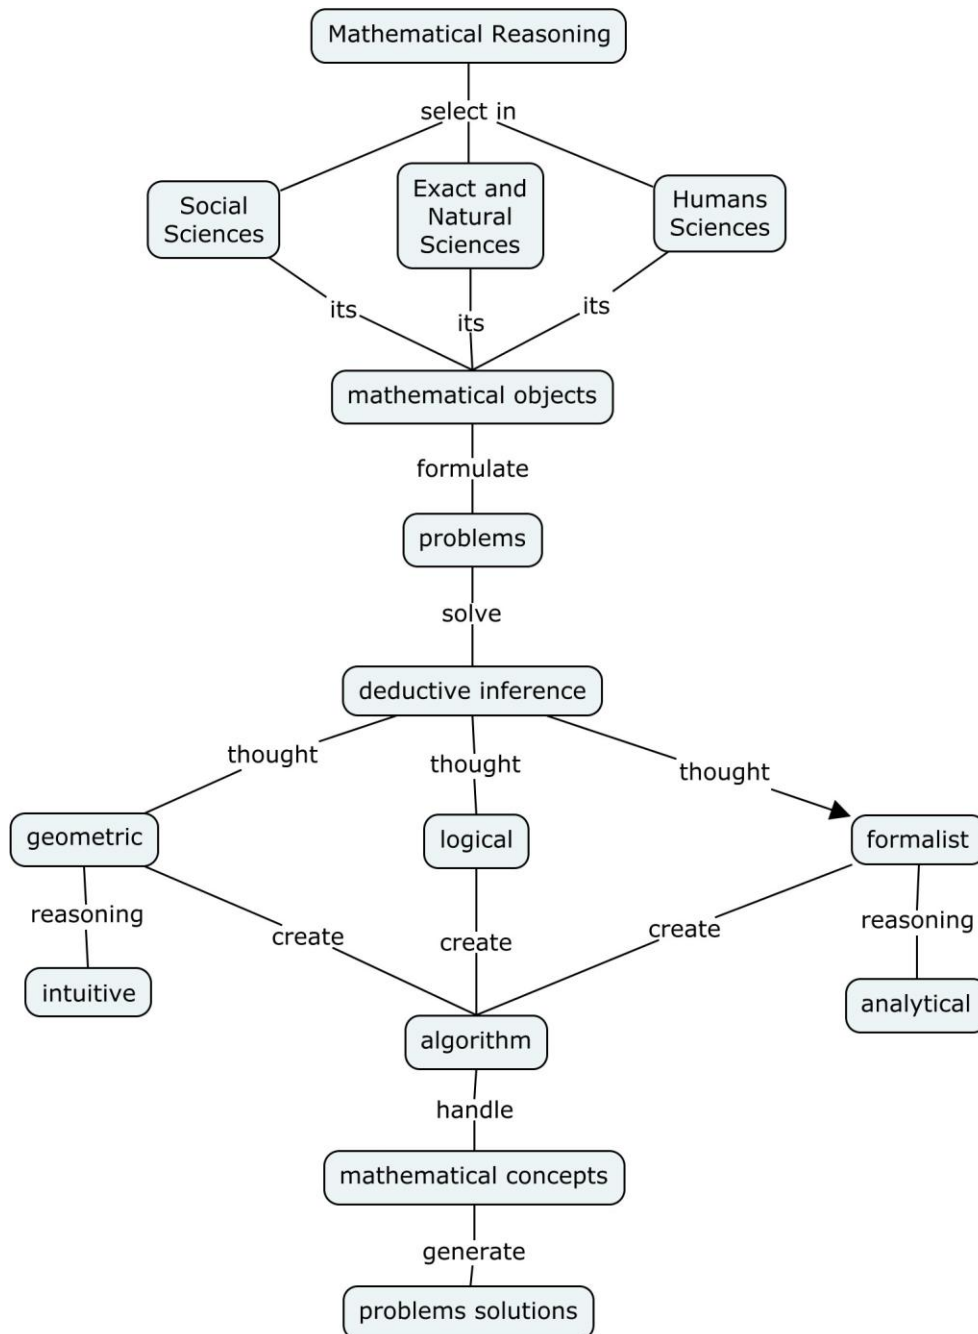 Mathematical Reasoning
select in
Social
Sciences
Exact and
Natural
Sciences
Humans
Sciences
its
its
its
mathematical objects
formulate
problems
solve
deductive inference
thought
thought
thought
geometric
logical
formalist
reasoning
create
create
create
reasoning
intuitive
analytical
algorithm
handle
mathematical concepts
generate
problems solutions